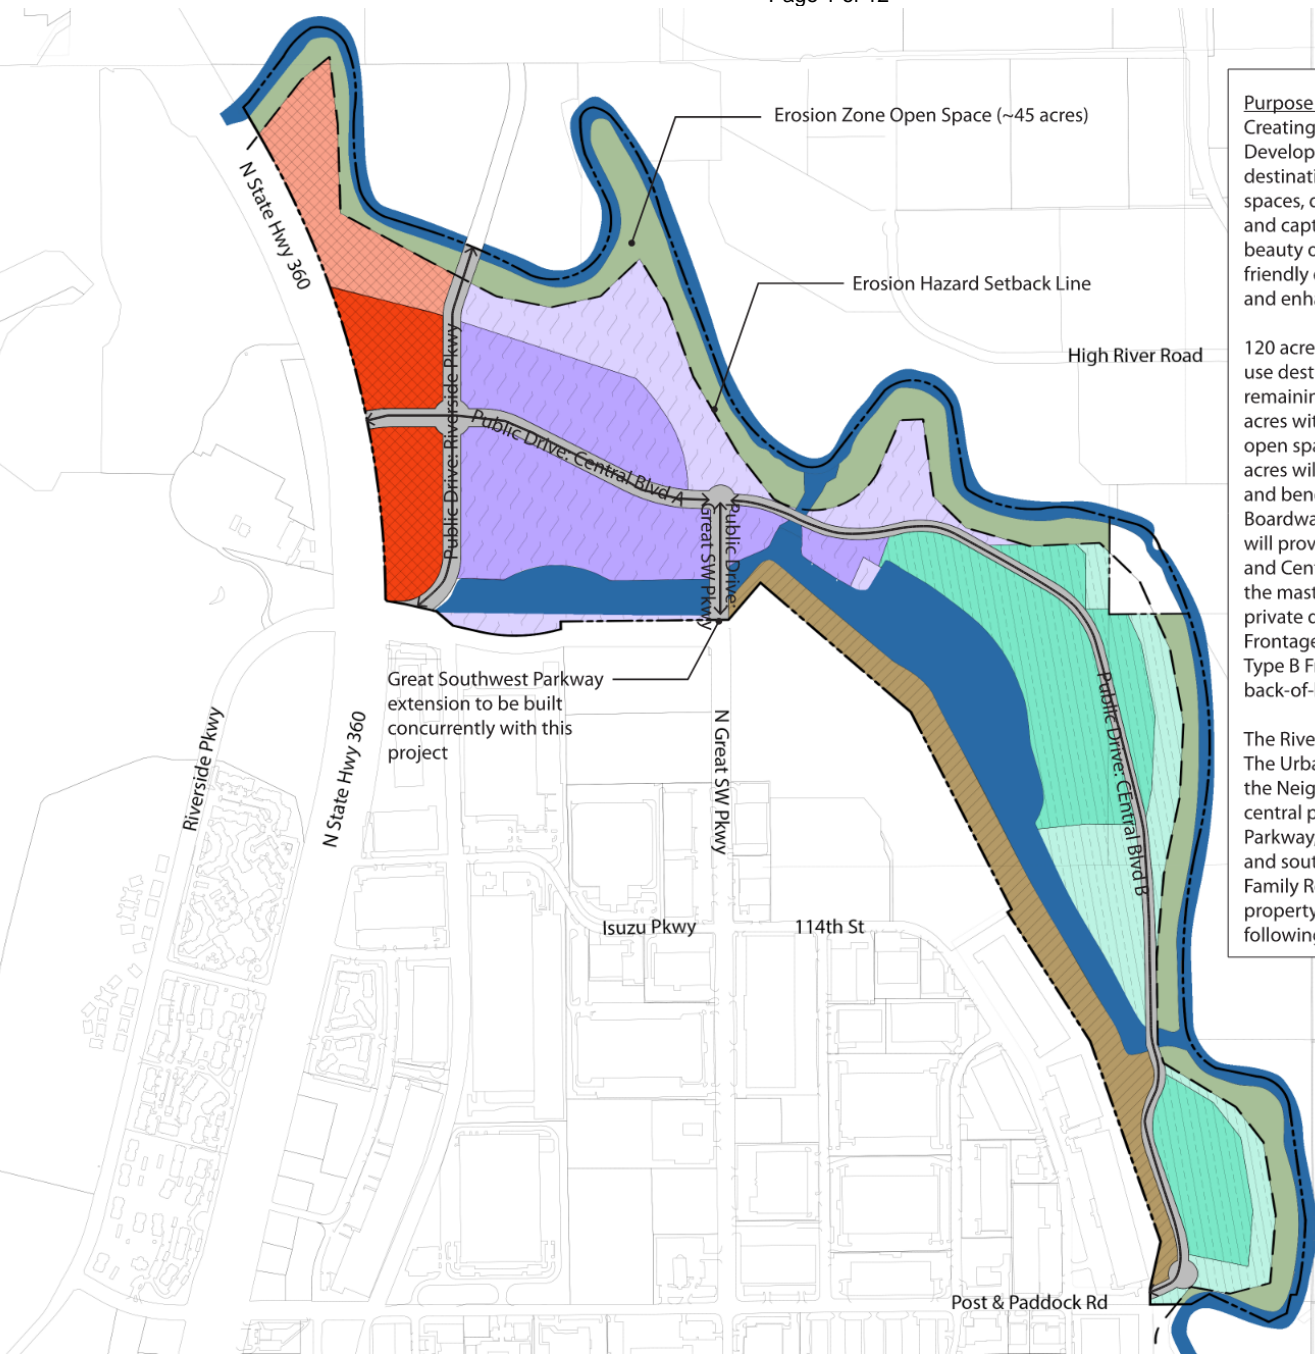 Erosion Zone Open Space (~45 acres)
N State Hwy 360
Erosion Hazard Setback Line
High River Road
Public Drive: Riverside Pkwy
Public Drive: Central Blvd A
Public Drive:
Great SW Pkwy
Great Southwest Parkway
extension to be built
concurrently with this
project
Public Drive: CEntral Blvd B
Riverside Pkwy
N State Hwy 360
N Great SW Pkwy
Isuzu Pkwy
114th St
Post & Paddock Rd
Purpose
Creating
Develop
destinati
spaces,
and capt
beauty
friendly
and enha
120 acre
use dest
remainin
acres wit
open spa
acres wil
and ben
Boardwa
will prov
and Cen
the mast
private
Frontage
Type B F
back-of-
The Rive
The Urba
the Neig
central p
Parkway,
and sout
Family R
property
following